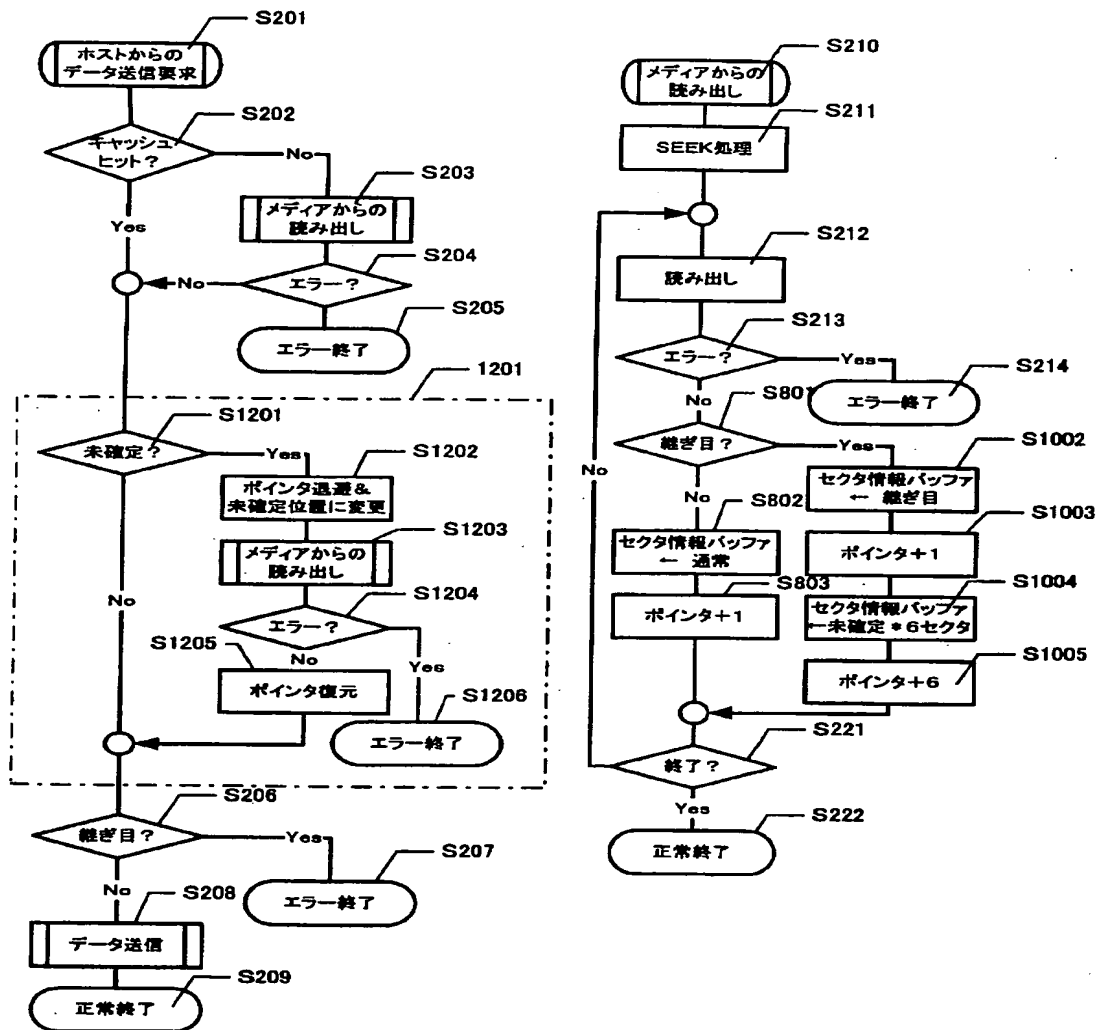 S201
ホストからの
データ送信要求
S202
キャッシュ
ヒット?
No
Yes
S203
メディアからの
読み出し
S204
エラー?
No
S205
エラー終了
1201
S1201
未確定?
Yes
No
S1202
ポインタ退避&
未確定位置に変更
S1203
メディアからの
読み出し
S1204
エラー?
No
Yes
S1205
ポインタ復元
S1206
エラー終了
S206
継ぎ目?
Yes
No
S207
エラー終了
S208
データ送信
S209
正常終了
S210
メディアからの
読み出し
S211
SEEK処理
S212
読み出し
S213
エラー?
Yes
No
S214
エラー終了
S801
継ぎ目?
Yes
No
S802
セクタ情報バッファ
← 通常
S803
ポインタ+1
S1002
セクタ情報バッファ
← 継ぎ目
S1003
ポインタ+1
S1004
セクタ情報バッファ
←未確定*6セクタ
S1005
ポインタ+6
S221
終了?
No
Yes
S222
正常終了